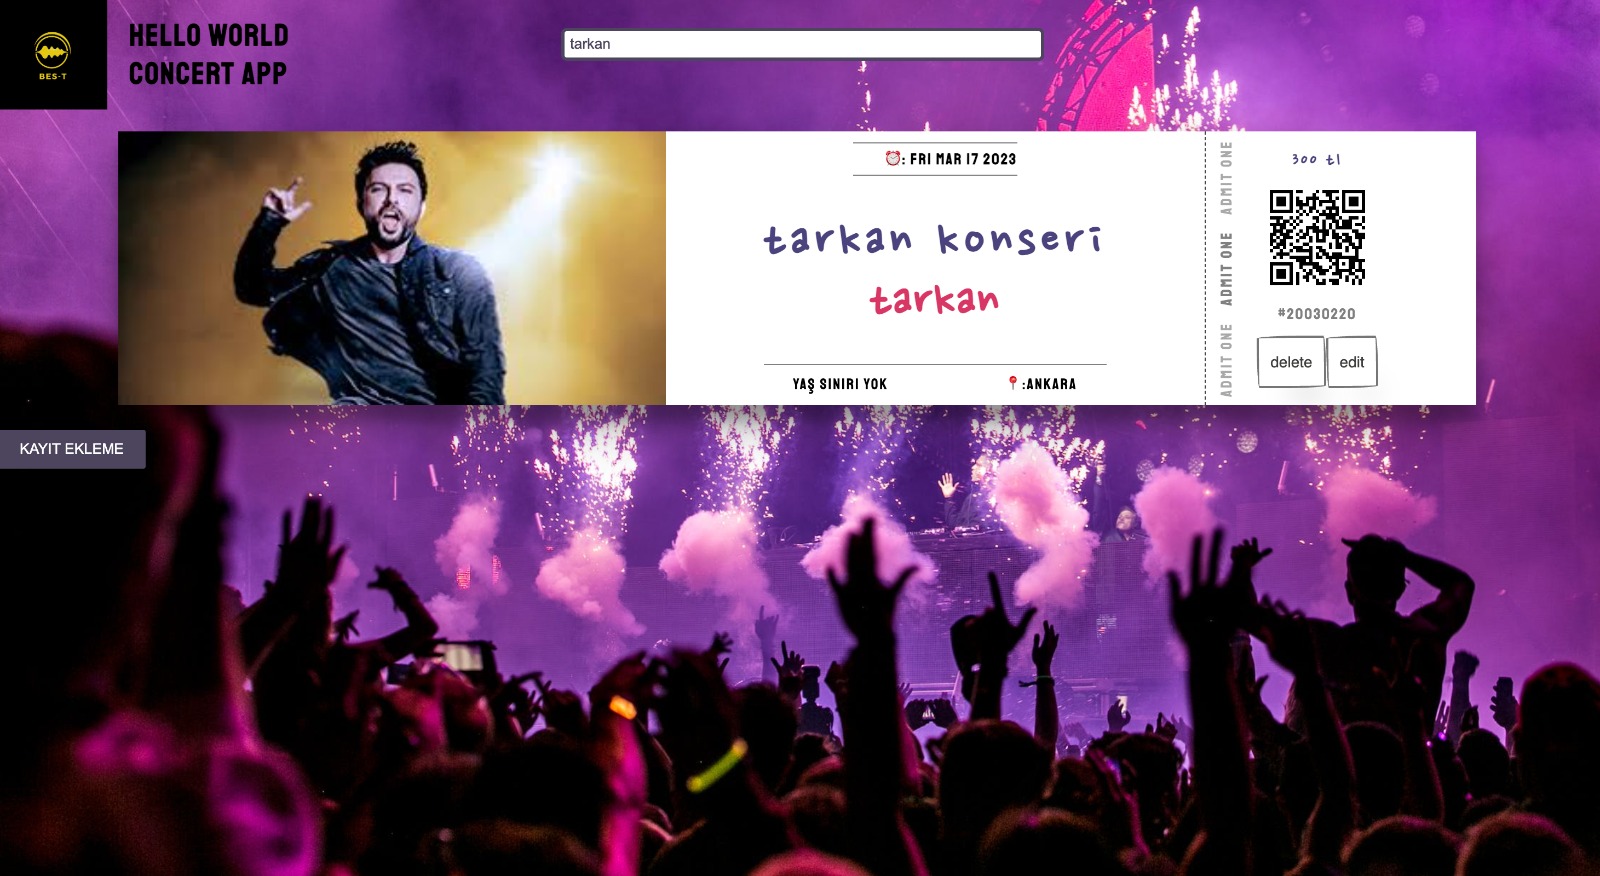 BES-T
HELLO WORLD
CONCERT APP
tarkan
⏰: FRI MAR 17 2023
tarkan konseri
tarkan
YAŞ SINIRI YOK
📍:ANKARA
ADMIT ONE
ADMIT ONE
ADMIT ONE
300 tl
#20030220
delete
edit
KAYIT EKLEME